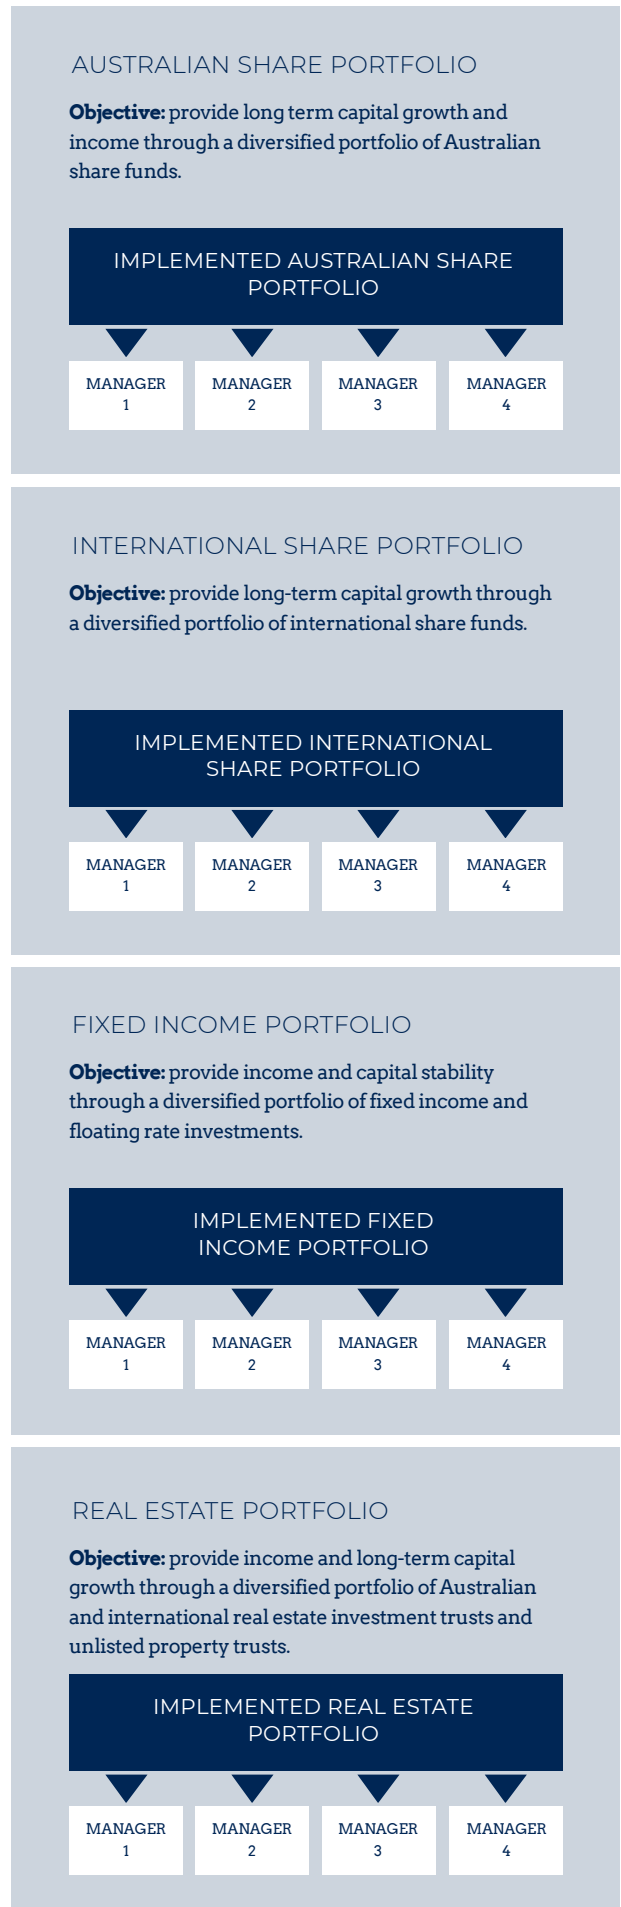 AUSTRALIAN SHARE PORTFOLIO
Objective: provide long term capital growth and
income through a diversified portfolio of Australian
share funds.
IMPLEMENTED AUSTRALIAN SHARE
PORTFOLIO
MANAGER MANAGER MANAGER MANAGER
1 2 3 4
INTERNATIONAL SHARE PORTFOLIO
Objective: provide long-term capital growth through
a diversified portfolio of international share funds.
IMPLEMENTED INTERNATIONAL
SHARE PORTFOLIO
MANAGER MANAGER MANAGER MANAGER
1 2 3 4
FIXED INCOME PORTFOLIO
Objective: provide income and capital stability
through a diversified portfolio of fixed income and
floating rate investments.
IMPLEMENTED FIXED
INCOME PORTFOLIO
MANAGER MANAGER MANAGER MANAGER
1 2 3 4
REAL ESTATE PORTFOLIO
Objective: provide income and long-term capital
growth through a diversified portfolio of Australian
and international real estate investment trusts and
unlisted property trusts.
IMPLEMENTED REAL ESTATE
PORTFOLIO
MANAGER MANAGER MANAGER MANAGER
1 2 3 4